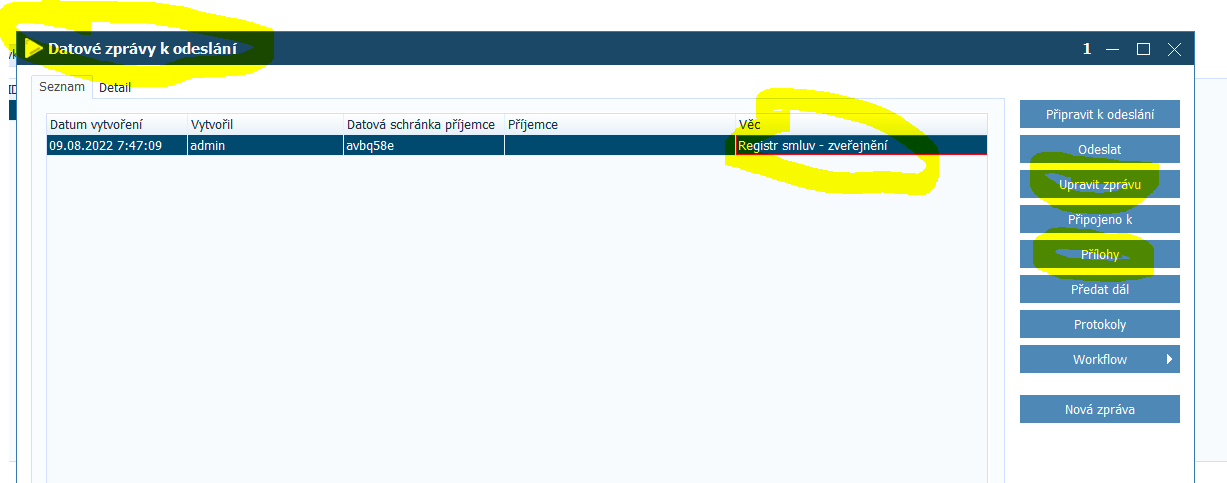 Datové zprávy k odeslání 1
Seznam Detail
Datum vytvoření Vytvořil Datová schránka příjemce Příjemce Věc
09.08.2022 7:47:09 admin avbq58e Registr smluv - zveřejnění
Připravit k odeslání
Odeslat
Upravit zprávu
Připojeno k
Přílohy
Předat dál
Protokoly
Workflow
Nová zpráva